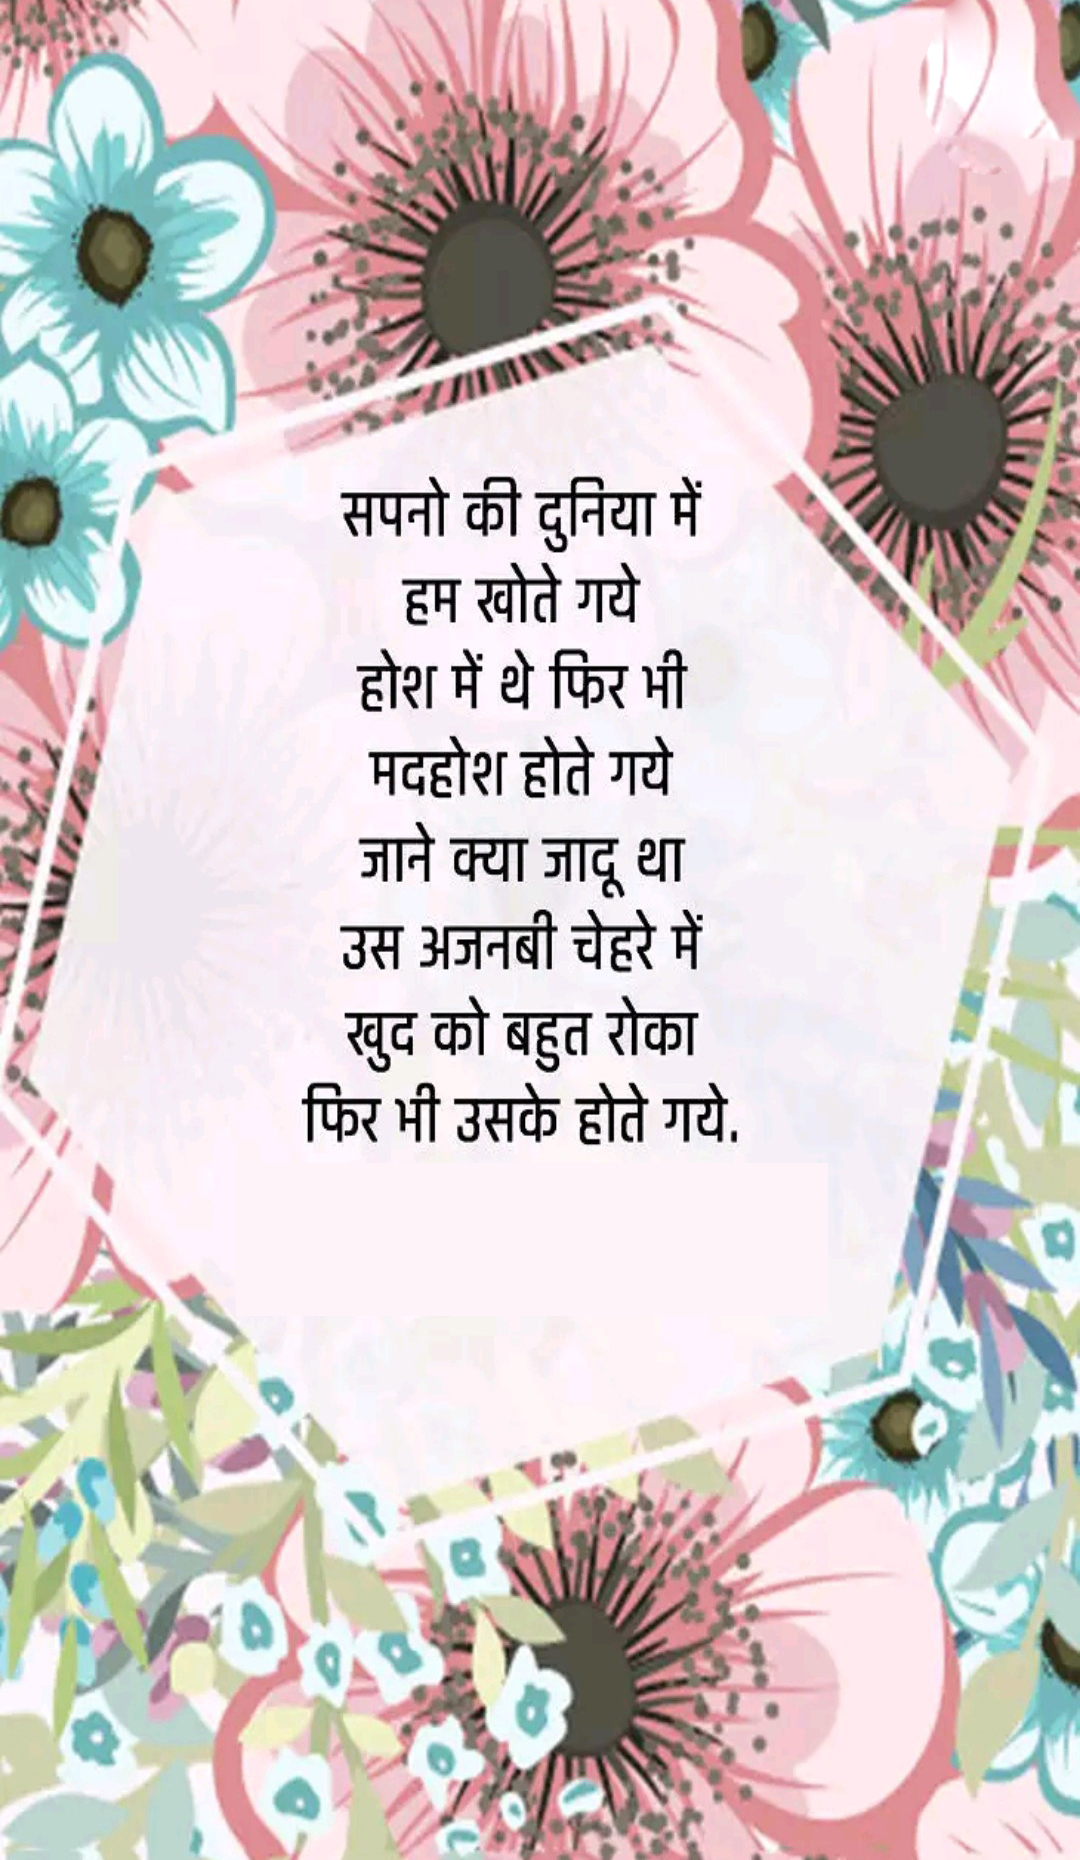 सपनो की दुनिया में
हम खोते गये
होश में थे फिर भी
मदहोश होते गये
जाने क्या जादू था
उस अजनबी चेहरे में
खुद को बहुत रोका
फिर भी उसके होते गये.